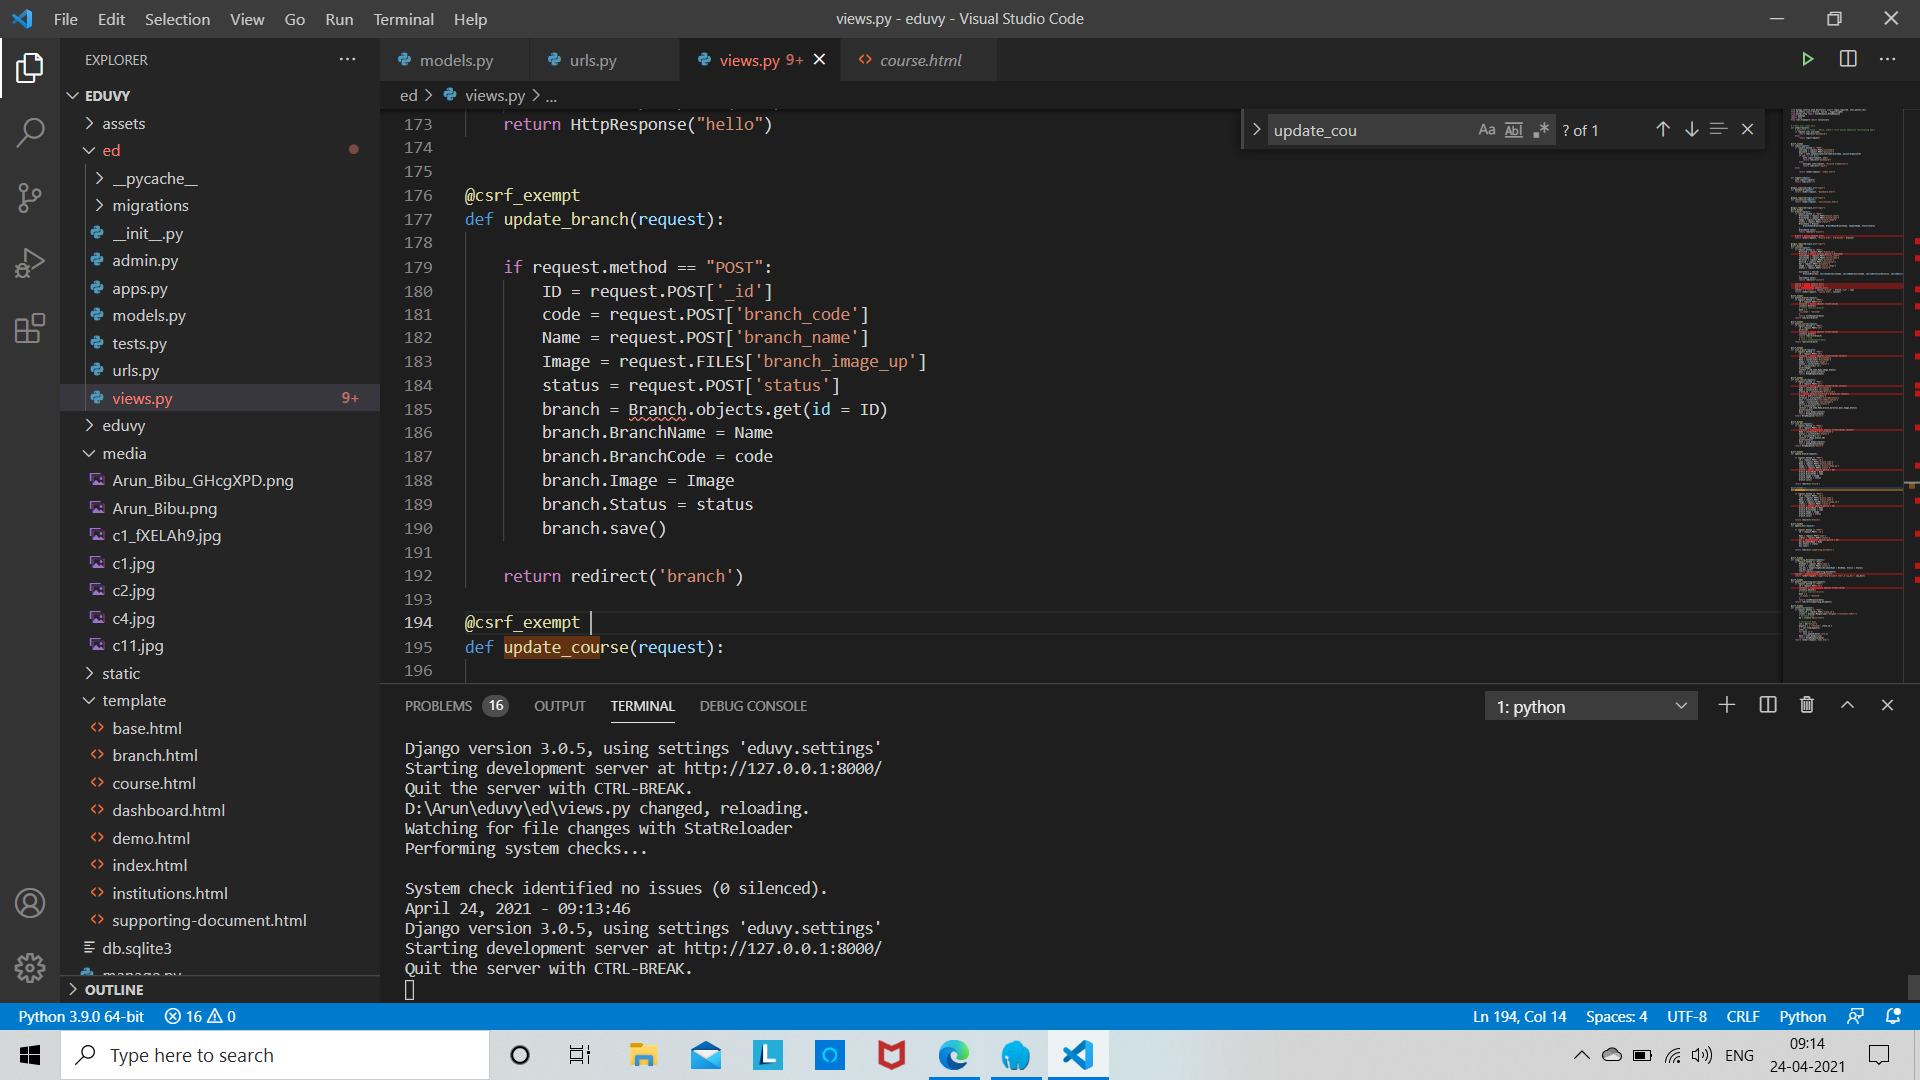 File Edit Selection View Go Run Terminal Help
views.py - eduvy - Visual Studio Code
EXPLORER
EDUVY
assets
ed
__pycache__
migrations
__init__.py
admin.py
apps.py
models.py
tests.py
urls.py
views.py 9+
eduvy
media
Arun_Bibu_GHcgXPD.png
Arun_Bibu.png
c1_fXELAh9.jpg
c1.jpg
c2.jpg
c4.jpg
c11.jpg
static
template
base.html
branch.html
course.html
dashboard.html
demo.html
index.html
institutions.html
supporting-document.html
db.sqlite3
manage.py
OUTLINE
models.py urls.py views.py 9+ course.html
ed > views.py > ...
update_cou Aa Abl .* ? of 1
173 return HttpResponse("hello")
174
175
176 @csrf_exempt
177 def update_branch(request):
178
179 if request.method == "POST":
180 ID = request.POST['_id']
181 code = request.POST['branch_code']
182 Name = request.POST['branch_name']
183 Image = request.FILES['branch_image_up']
184 status = request.POST['status']
185 branch = Branch.objects.get(id = ID)
186 branch.BranchName = Name
187 branch.BranchCode = code
188 branch.Image = Image
189 branch.Status = status
190 branch.save()
191
192 return redirect('branch')
193
194 @csrf_exempt
195 def update_course(request):
196
PROBLEMS 16 OUTPUT TERMINAL DEBUG CONSOLE
1: python
Django version 3.0.5, using settings 'eduvy.settings'
Starting development server at http://127.0.0.1:8000/
Quit the server with CTRL-BREAK.
D:\Arun\eduvy\ed\views.py changed, reloading.
Watching for file changes with StatReloader
Performing system checks...
System check identified no issues (0 silenced).
April 24, 2021 - 09:13:46
Django version 3.0.5, using settings 'eduvy.settings'
Starting development server at http://127.0.0.1:8000/
Quit the server with CTRL-BREAK.
Python 3.9.0 64-bit 16 0
Ln 194, Col 14 Spaces: 4 UTF-8 CRLF Python
Type here to search
L
ENG
09:14
24-04-2021